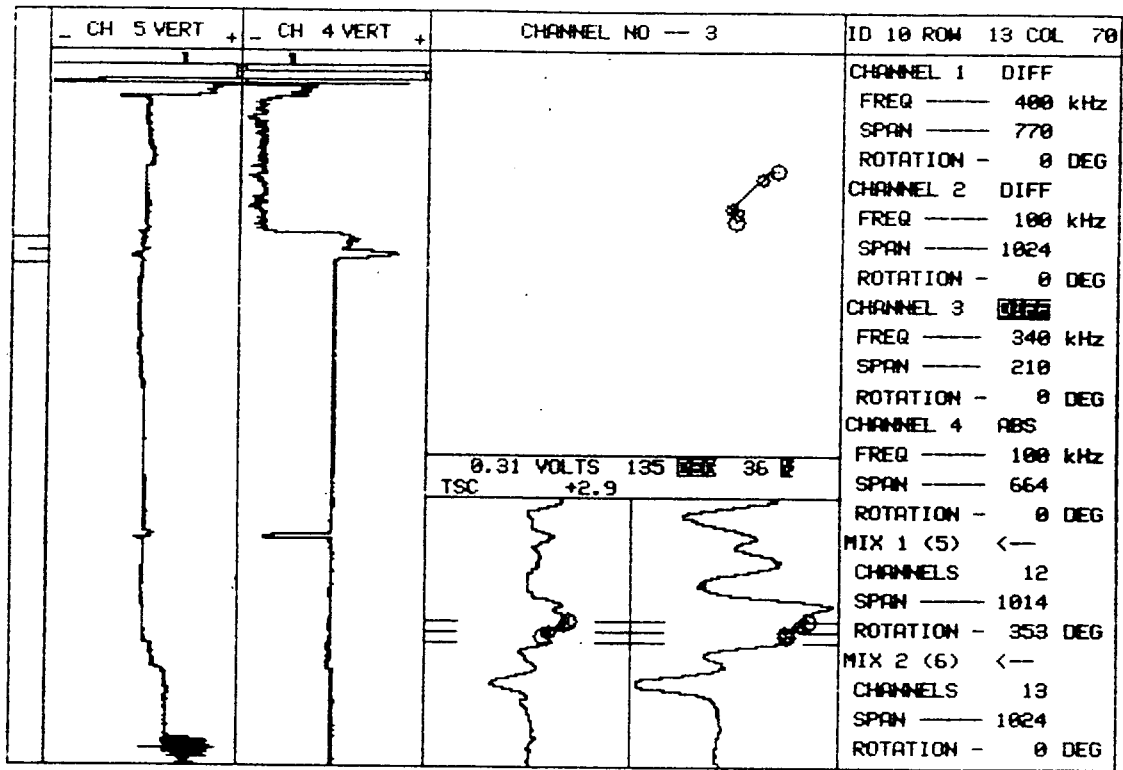 _ CH 5 VERT +
_ CH 4 VERT +
CHANNEL NO -- 3
ID 10 ROW 13 COL 70
CHANNEL 1 DIFF
FREQ ——— 400 kHz
SPAN ——— 770
ROTATION - 0 DEG
CHANNEL 2 DIFF
FREQ ——— 100 kHz
SPAN ——— 1024
ROTATION - 0 DEG
CHANNEL 3 DIFF
FREQ ——— 340 kHz
SPAN ——— 210
ROTATION - 0 DEG
CHANNEL 4 ABS
FREQ ——— 100 kHz
SPAN ——— 664
ROTATION - 0 DEG
MIX 1 (5) <--
CHANNELS 12
SPAN ——— 1014
ROTATION - 353 DEG
MIX 2 (6) <--
CHANNELS 13
SPAN ——— 1024
ROTATION - 0 DEG
0.31 VOLTS 135 36
TSC +2.9